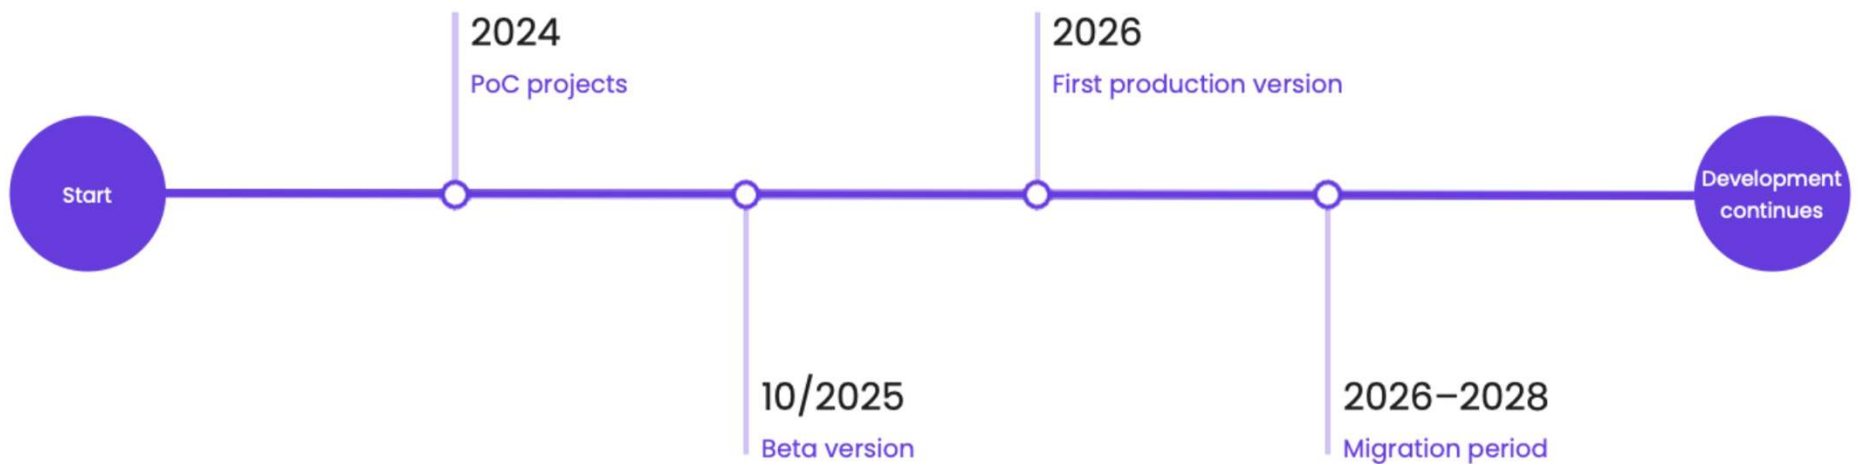 Start
2024
PoC projects
10/2025
Beta version
2026
First production version
2026–2028
Migration period
Development
continues